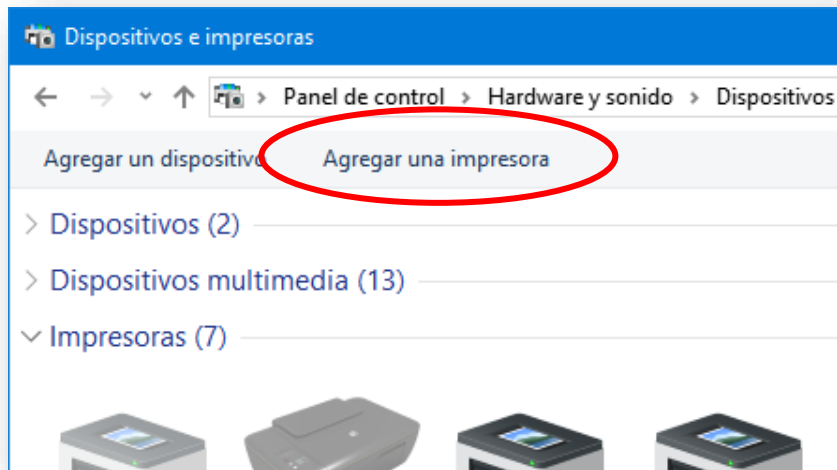 Dispositivos e impresoras
Panel de control > Hardware y sonido > Dispositivos
Agregar un dispositivo Agregar una impresora
Dispositivos (2)
Dispositivos multimedia (13)
Impresoras (7)